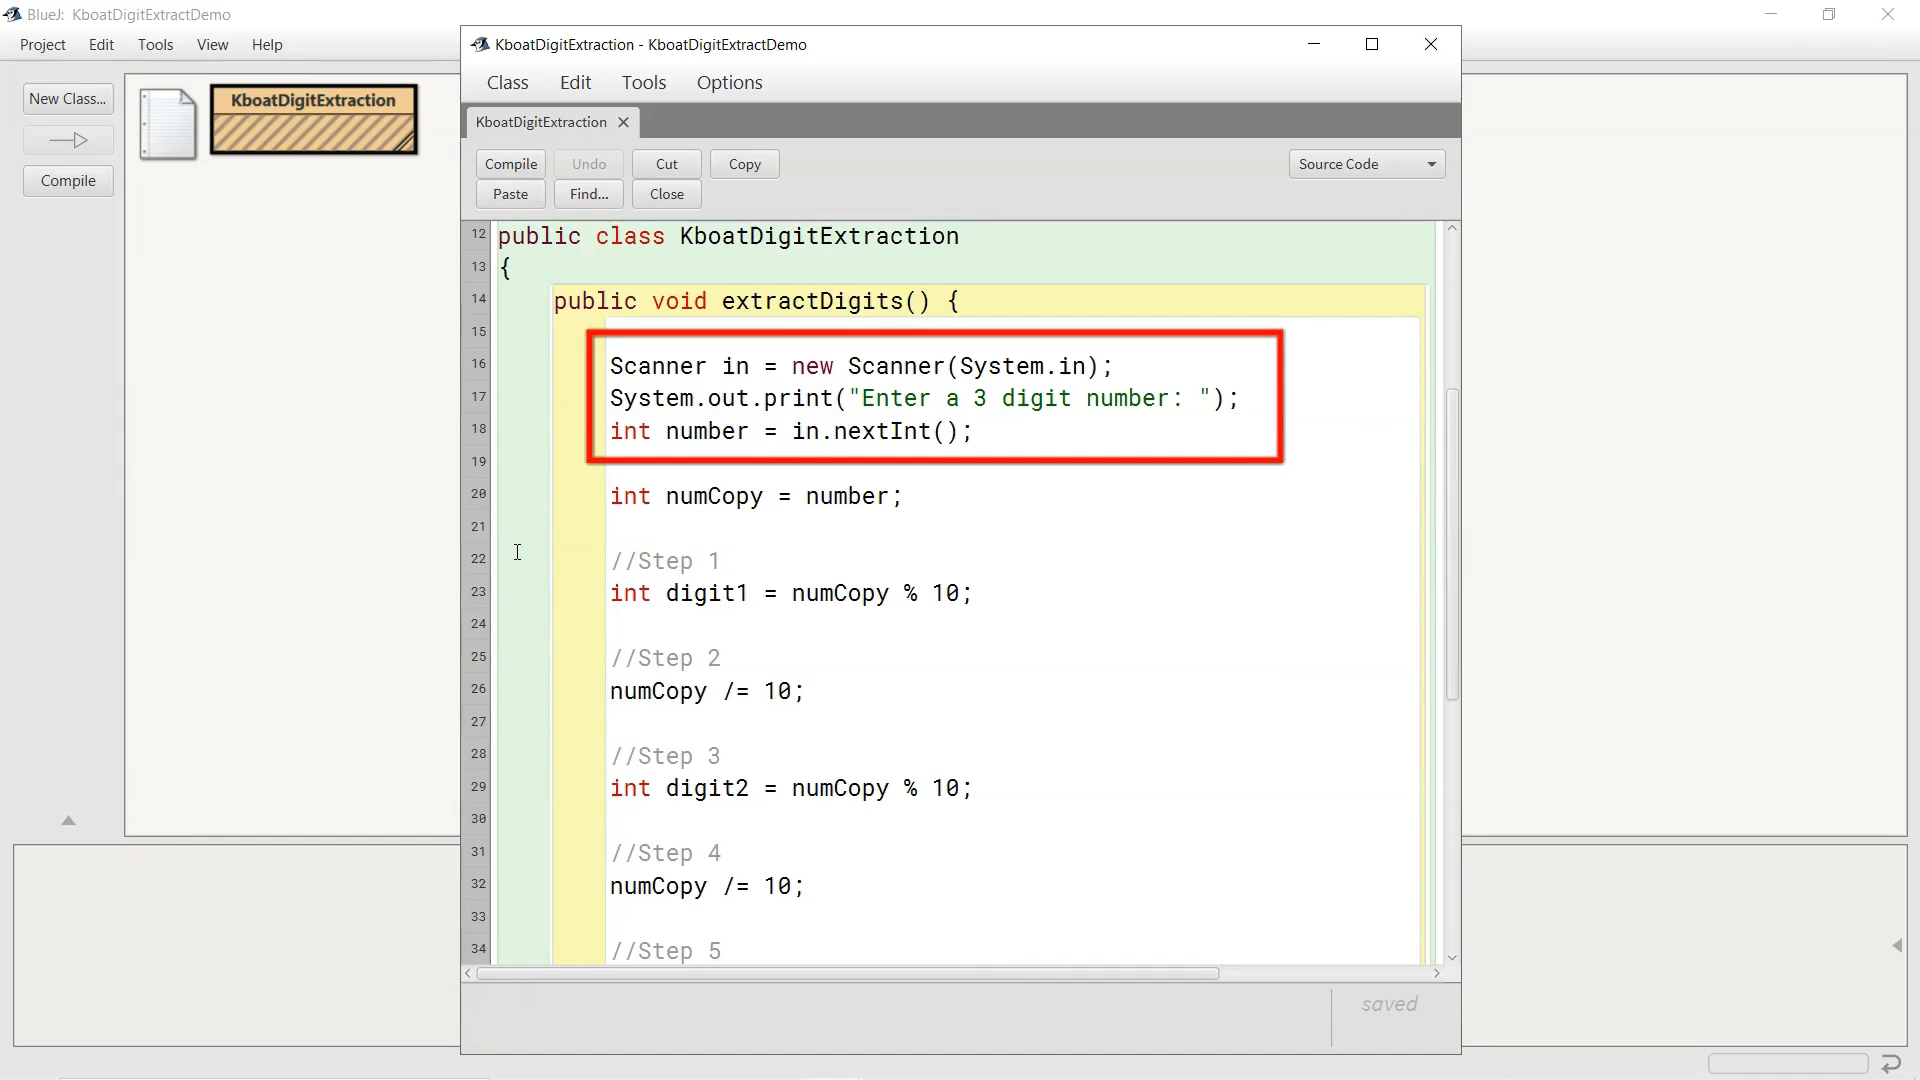 BlueJ: KboatDigitExtractDemo
Project Edit Tools View Help
New Class...
Compile
KboatDigitExtraction
KboatDigitExtraction - KboatDigitExtractDemo
Class Edit Tools Options
KboatDigitExtraction
Compile Undo Cut Copy
Paste Find... Close
Source Code
12 public class KboatDigitExtraction
13 {
14 public void extractDigits() {
15
16 Scanner in = new Scanner(System.in);
17 System.out.print("Enter a 3 digit number: ");
18 int number = in.nextInt();
19
20 int numCopy = number;
21
22 //Step 1
23 int digit1 = numCopy % 10;
24
25 //Step 2
26 numCopy /= 10;
27
28 //Step 3
29 int digit2 = numCopy % 10;
30
31 //Step 4
32 numCopy /= 10;
33
34 //Step 5
saved